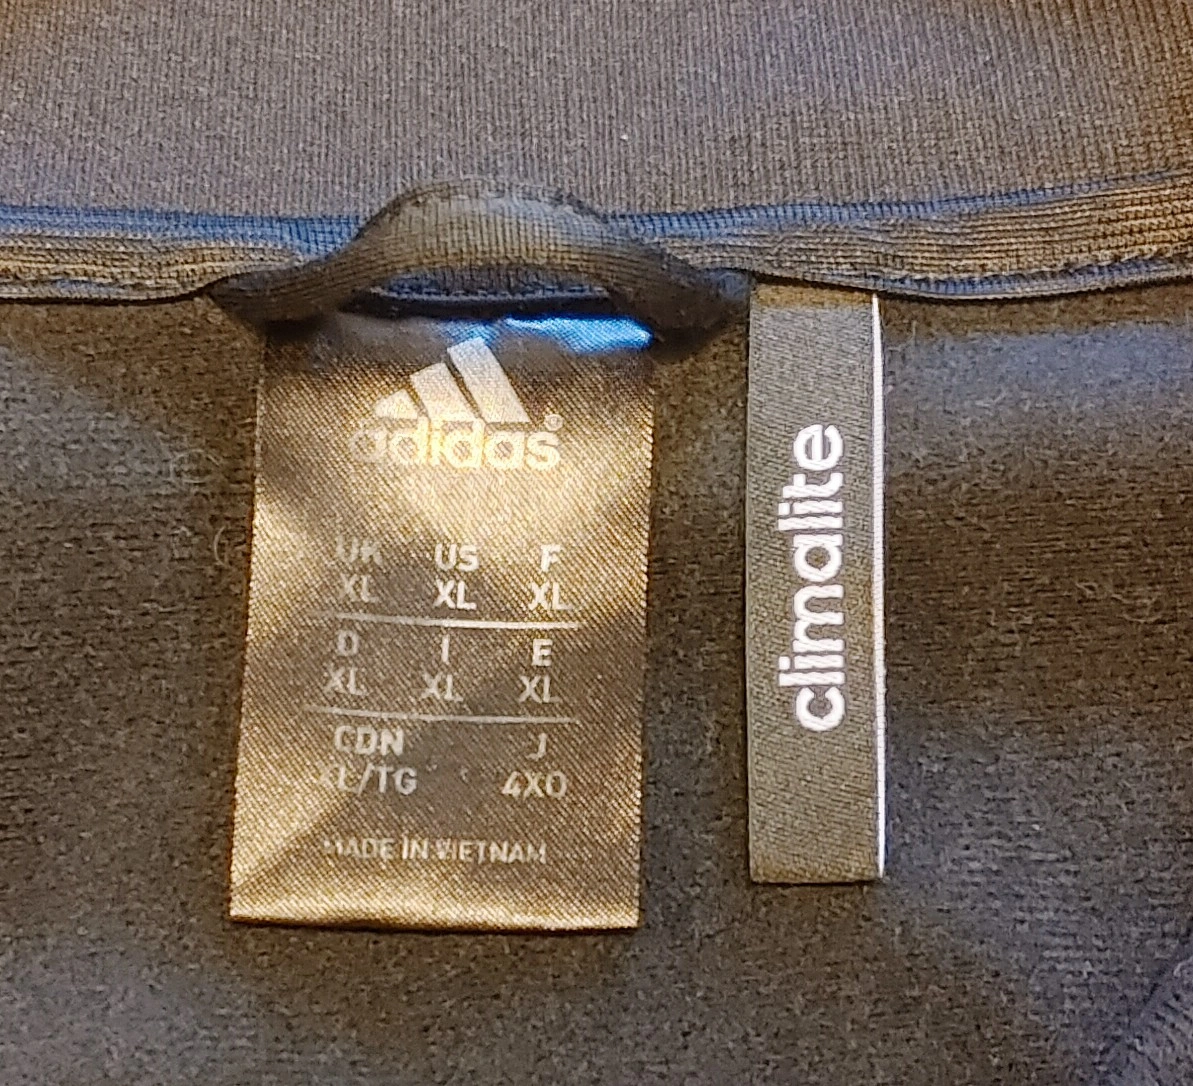 adidas®
UK US F
XL XL XL
D I E
XL XL XL
CDN J
XL/TG 4XO
MADE IN VIETNAM
climalite